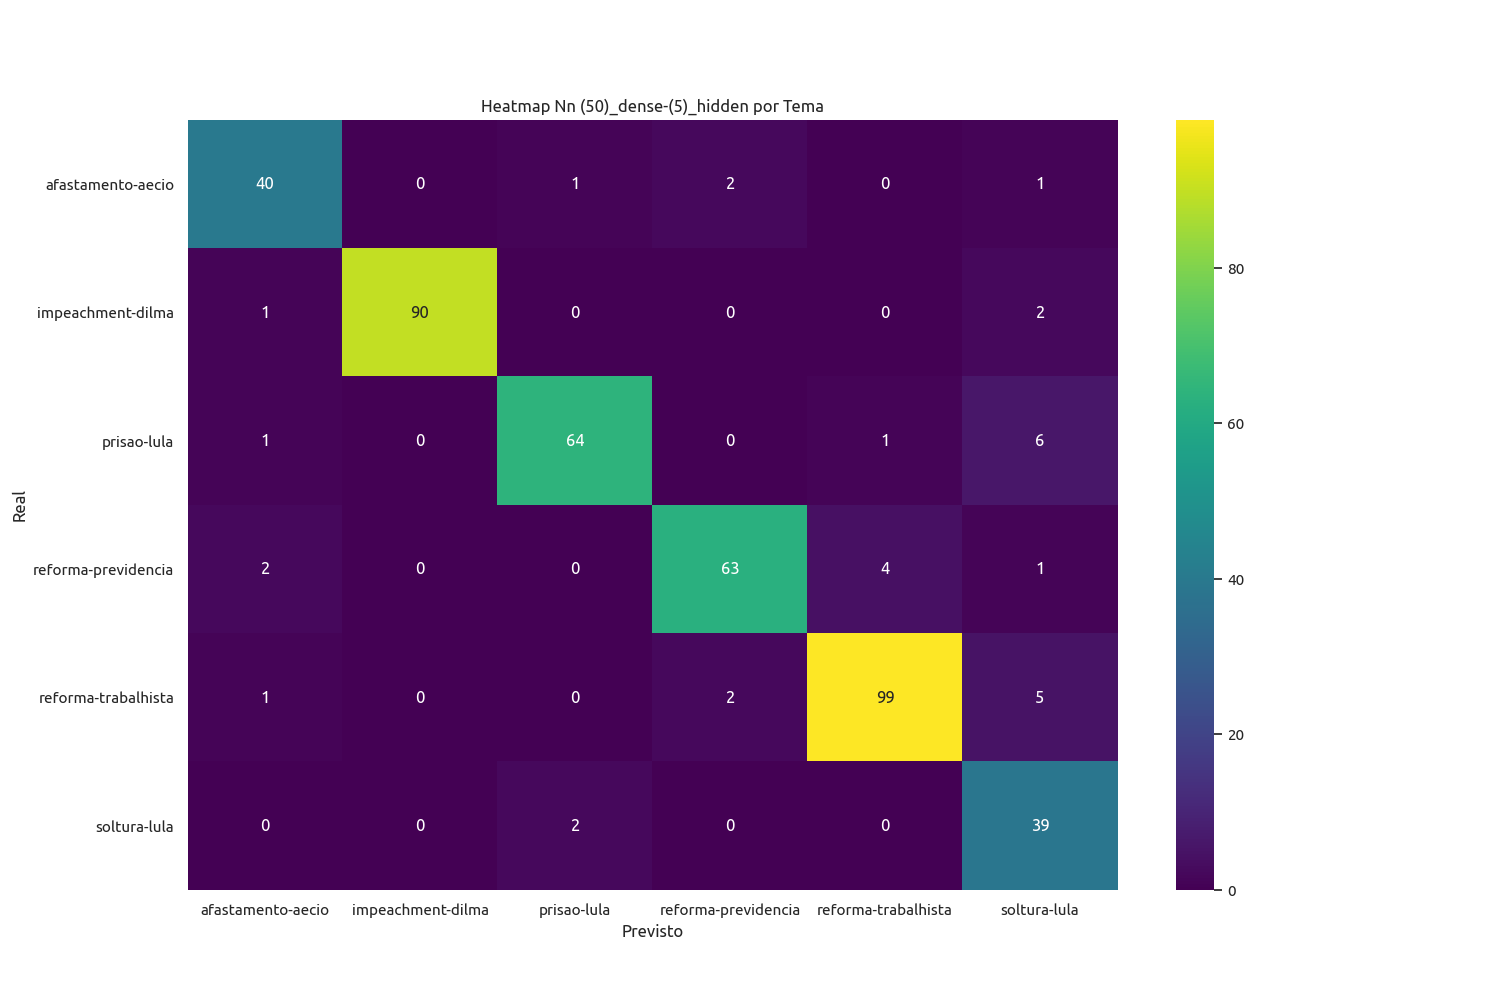 Heatmap Nn (50)_dense-(5)_hidden por Tema
afastamento-aecio 40 0 1 2 0 1
impeachment-dilma 1 90 0 0 0 2
prisao-lula 1 0 64 0 1 6
reforma-previdencia 2 0 0 63 4 1
reforma-trabalhista 1 0 0 2 99 5
soltura-lula 0 0 2 0 0 39
afastamento-aecio impeachment-dilma prisao-lula reforma-previdencia reforma-trabalhista soltura-lula
Previsto
Real
80
60
40
20
0